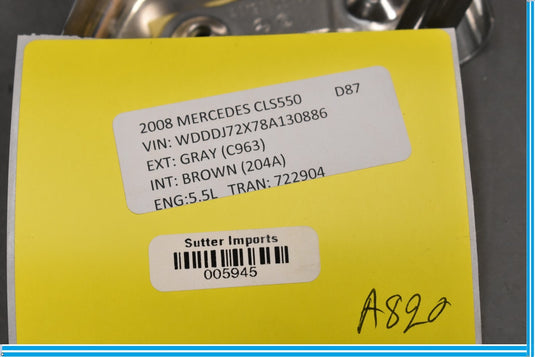 2008 MERCEDES CLS550 D87
VIN: WDDDJ72X78A130886
EXT: GRAY (C963)
INT: BROWN (204A)
ENG:5.5L TRAN: 722904
Sutter Imports
005945
A820